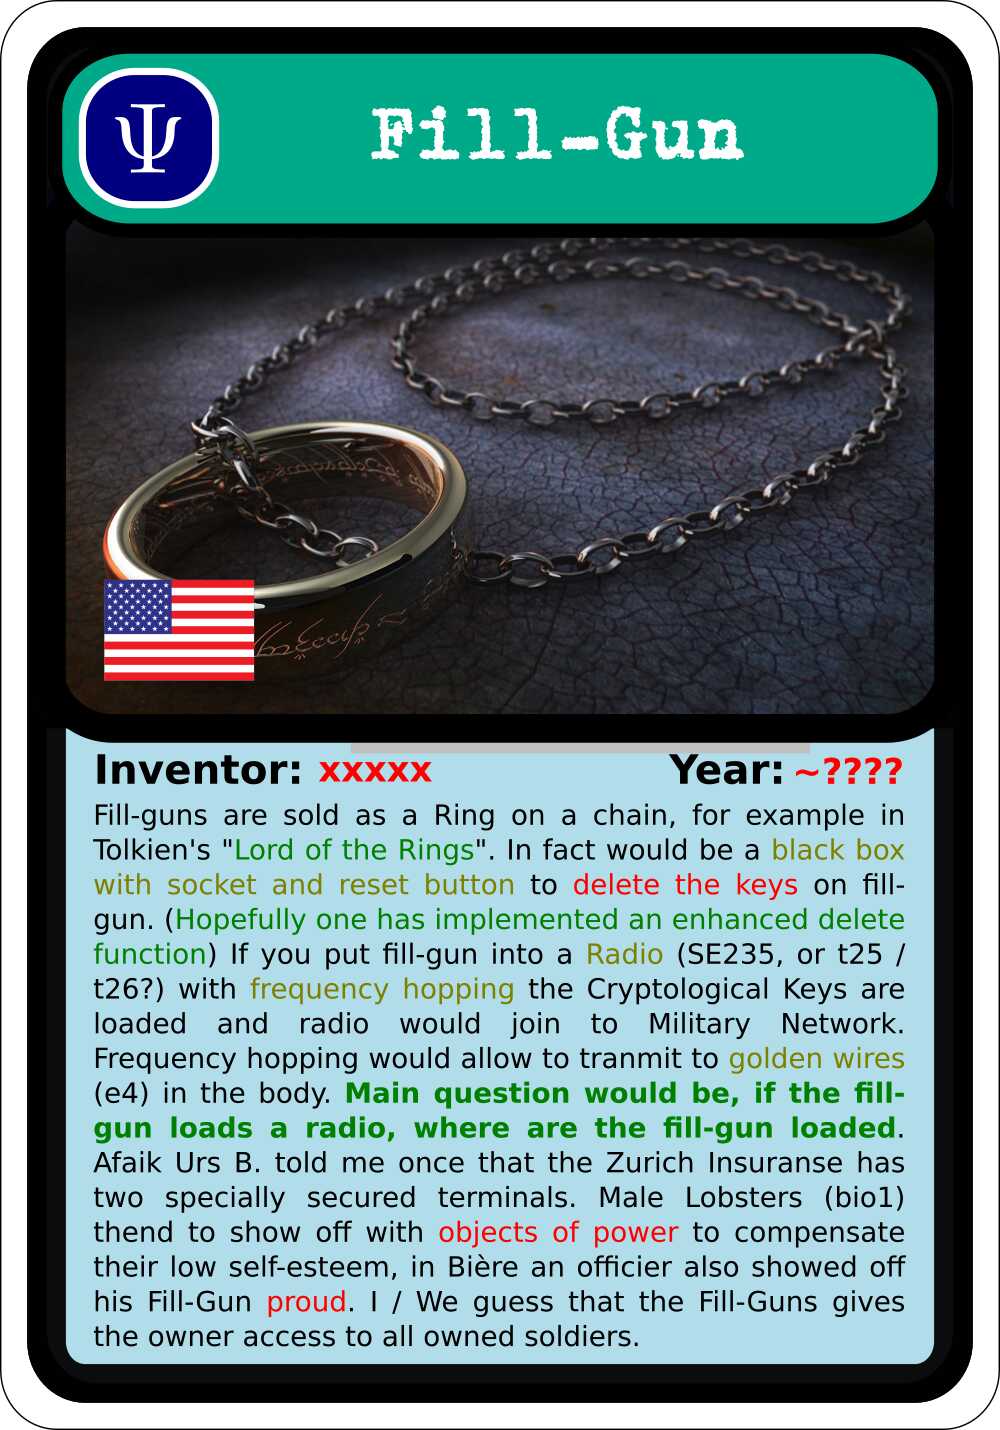 Ψ
Fill-Gun
Inventor: xxxxx Year: ~????
Fill-guns are sold as a Ring on a chain, for example in
Tolkien's "Lord of the Rings". In fact would be a black box
with socket and reset button to delete the keys on fill-
gun. (Hopefully one has implemented an enhanced delete
function) If you put fill-gun into a Radio (SE235, or t25 /
t26?) with frequency hopping the Cryptological Keys are
loaded and radio would join to Military Network.
Frequency hopping would allow to tranmit to golden wires
(e4) in the body. Main question would be, if the fill-
gun loads a radio, where are the fill-gun loaded.
Afaik Urs B. told me once that the Zurich Insuranse has
two specially secured terminals. Male Lobsters (bio1)
thend to show off with objects of power to compensate
their low self-esteem, in Bière an officier also showed off
his Fill-Gun proud. I / We guess that the Fill-Guns gives
the owner access to all owned soldiers.